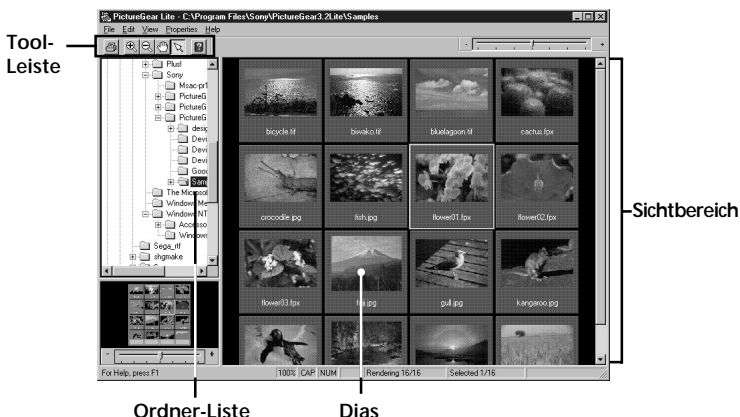 PictureGear Lite - C:\Program Files\Sony\PictureGear3.2Lite\Samples
File Edit View Properties Help
Tool-
Leiste
- +
Plus!
Sony
Msac-pr1
PictureG
PictureG
PictureG
desig
Devi
Devi
Devi
Good
Samp
The Microsof
Windows Me
Windows NT
Accesso
Windows
Sega_rtf
shgmake
bicycle.tif biwako.tif bluelagoon.tif cactus.fpx
crocodile.jpg fish.jpg flower01.fpx flower02.fpx
Sichtbereich
flower03.fpx fuji.jpg gull.jpg kangaroo.jpg
- +
For Help, press F1 100% CAP NUM Rendering 16/16 Selected 1/16
Ordner-Liste Dias